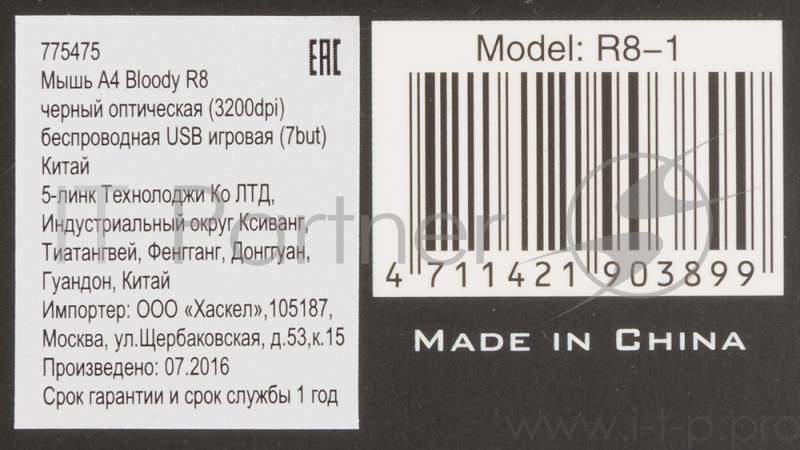 775475
EAC
Мышь A4 Bloody R8
черный оптическая (3200dpi)
беспроводная USB игровая (7but)
Китай
5-линк Технолоджи Ко ЛТД,
Индустриальный округ Ксиванг,
Тиатангвей, Фенгганг, Донггуан,
Гуандон, Китай
Импортер: ООО «Хаскел»,105187,
Москва, ул.Щербаковская, д.53,к.15
Произведено: 07.2016
Срок гарантии и срок службы 1 год
Model: R8-1
4 711421 903899
MADE IN CHINA
IT Partner
www.i-t-p.pro